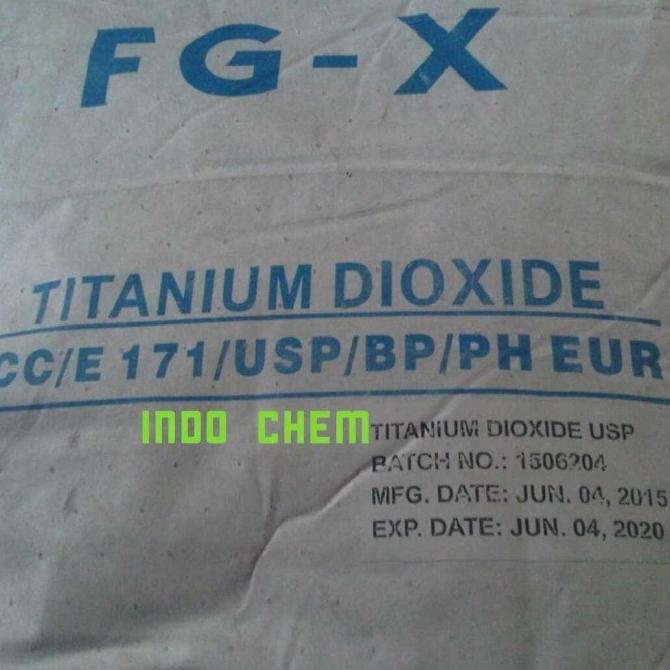 FG-X
TITANIUM DIOXIDE
CC/E 171/USP/BP/PH EUR
INDO CHEM
TITANIUM DIOXIDE USP
BATCH NO.: 1506204
MFG. DATE: JUN. 04, 2015
EXP. DATE: JUN. 04, 2020